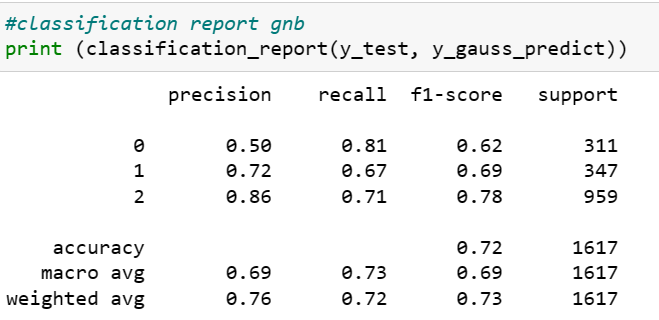 #classification report gnb
print (classification_report(y_test, y_gauss_predict))
precision recall f1-score support
0 0.50 0.81 0.62 311
1 0.72 0.67 0.69 347
2 0.86 0.71 0.78 959
accuracy 0.72 1617
macro avg 0.69 0.73 0.69 1617
weighted avg 0.76 0.72 0.73 1617